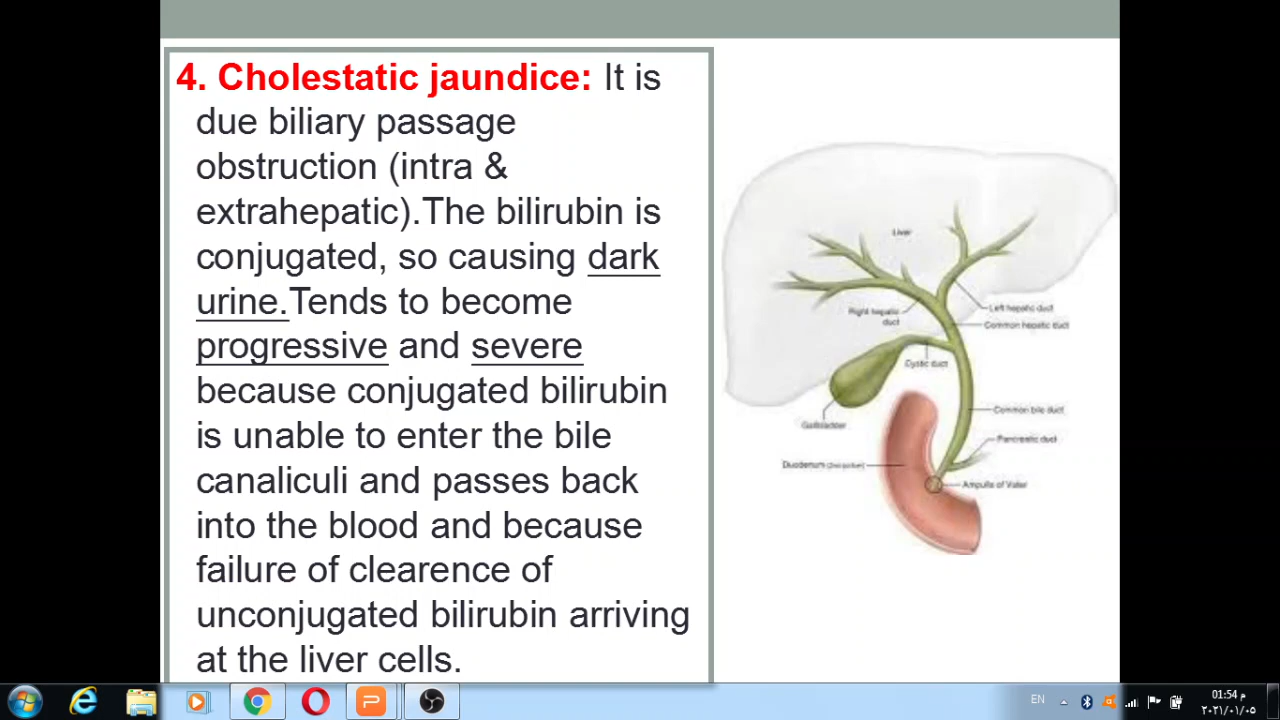 4. Cholestatic jaundice: It is
due biliary passage
obstruction (intra &
extrahepatic).The bilirubin is
conjugated, so causing dark
urine.Tends to become
progressive and severe
because conjugated bilirubin
is unable to enter the bile
canaliculi and passes back
into the blood and because
failure of clearence of
unconjugated bilirubin arriving
at the liver cells.
Liver
Right hepatic
duct
Left hepatic duct
Common hepatic duct
Cystic duct
Gallbladder
Common bile duct
Pancreatic duct
Duodenum
Ampulla of Vater
EN
01:54 م
٢٠٢١/٠١/٠٥